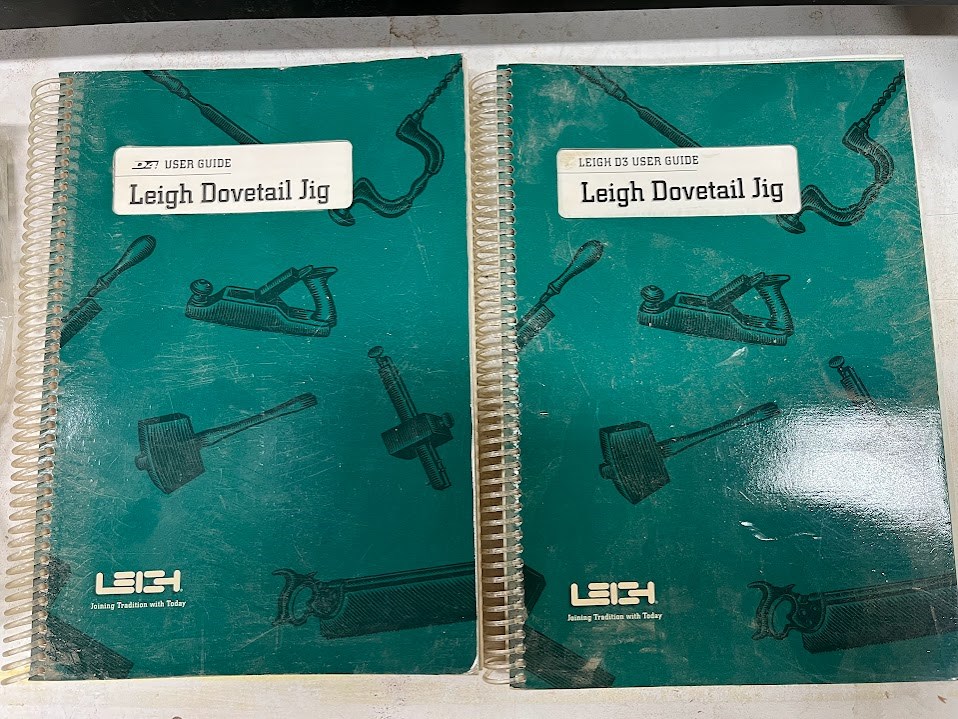 D4 USER GUIDE
Leigh Dovetail Jig
LEIGH
Joining Tradition with Today
LEIGH D3 USER GUIDE
Leigh Dovetail Jig
LEIGH
Joining Tradition with Today